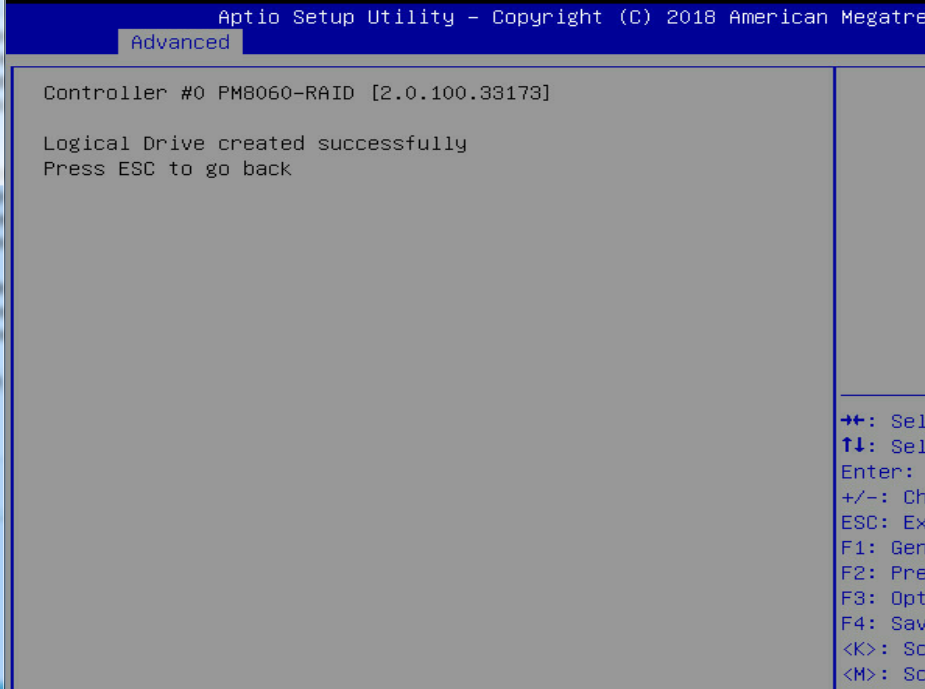 Aptio Setup Utility – Copyright (C) 2018 American Megatre
Advanced
Controller #0 PM8060-RAID [2.0.100.33173]
Logical Drive created successfully
Press ESC to go back
→←: Sel
↑↓: Sel
Enter:
+/-: Ch
ESC: Ex
F1: Gen
F2: Pre
F3: Opt
F4: Sav
<K>: Sc
<M>: Sc